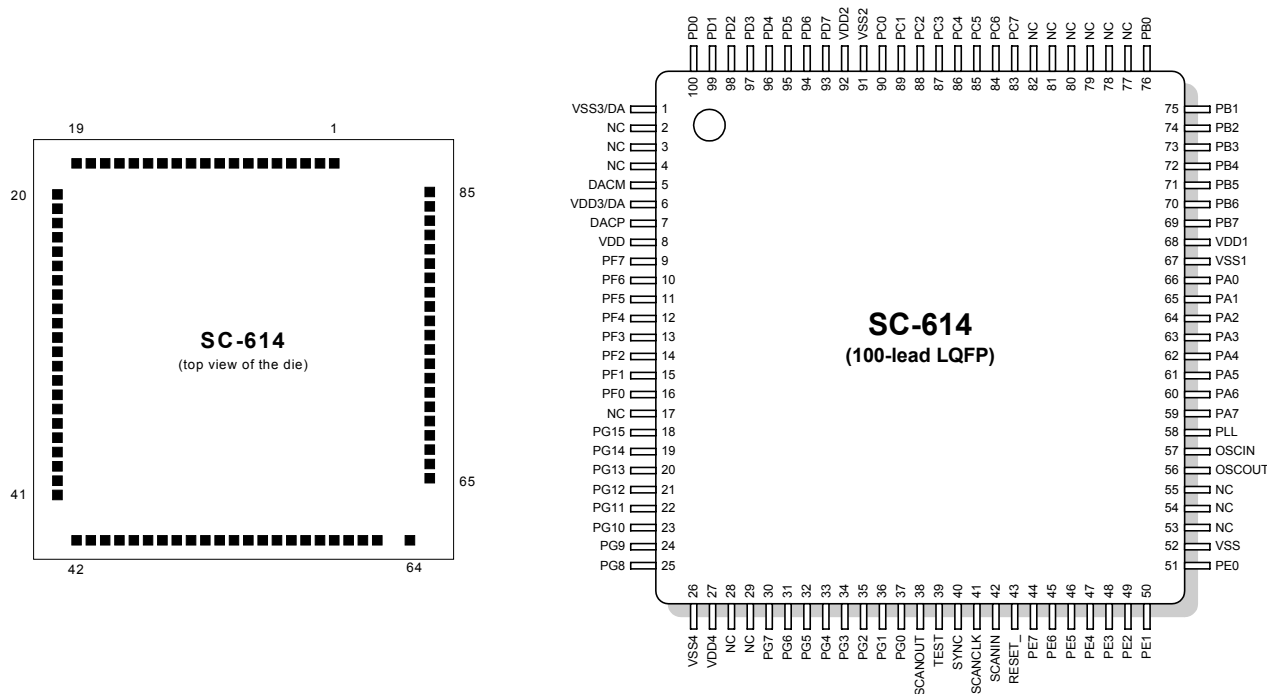 19 1
20 85
SC-614
(top view of the die)
41 65
42 64
PD0 PD1 PD2 PD3 PD4 PD5 PD6 PD7 VDD2 VSS2 PC0 PC1 PC2 PC3 PC4 PC5 PC6 PC7 NC NC NC NC NC NC PB0
100 99 98 97 96 95 94 93 92 91 90 89 88 87 86 85 84 83 82 81 80 79 78 77 76
VSS3/DA 1 75 PB1
NC 2 74 PB2
NC 3 73 PB3
NC 4 72 PB4
DACM 5 71 PB5
VDD3/DA 6 70 PB6
DACP 7 69 PB7
VDD 8 68 VDD1
PF7 9 67 VSS1
PF6 10 66 PA0
PF5 11 65 PA1
PF4 12 64 PA2
PF3 13 63 PA3
PF2 14 62 PA4
PF1 15 61 PA5
PF0 16 60 PA6
NC 17 59 PA7
PG15 18 58 PLL
PG14 19 57 OSCIN
PG13 20 56 OSCOUT
PG12 21 55 NC
PG11 22 54 NC
PG10 23 53 NC
PG9 24 52 VSS
PG8 25 51 PE0
SC-614
(100-lead LQFP)
26 27 28 29 30 31 32 33 34 35 36 37 38 39 40 41 42 43 44 45 46 47 48 49 50
VSS4 VDD4 NC NC PG7 PG6 PG5 PG4 PG3 PG2 PG1 PG0 SCANOUT TEST SYNC SCANCLK SCANIN RESET_ PE7 PE6 PE5 PE4 PE3 PE2 PE1